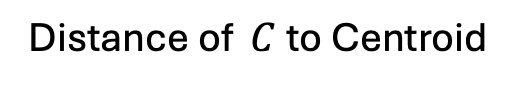 Distance of C to Centroid